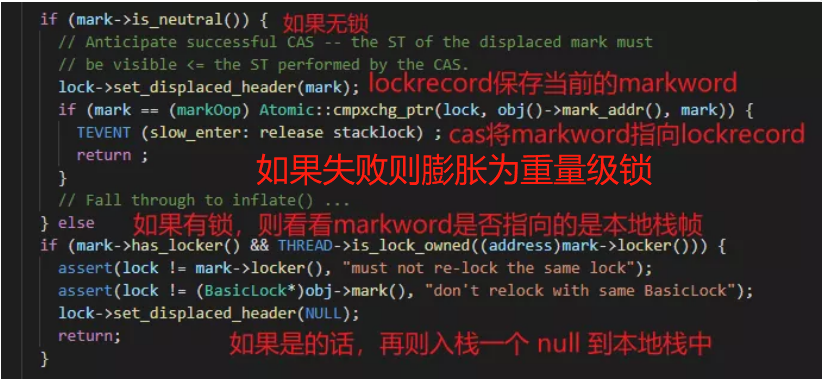 if (mark->is_neutral()) { 如果无锁
// Anticipate successful CAS -- the ST of the displaced mark must
// be visible <= the ST performed by the CAS.
lock->set_displaced_header(mark); lockrecord保存当前的markword
if (mark == (markOop) Atomic::cmpxchg_ptr(lock, obj()->mark_addr(), mark)) {
TEVENT (slow_enter: release stacklock) ; cas将markword指向lockrecord
return ;
} 如果失败则膨胀为重量级锁
// Fall through to inflate() ...
} else 如果有锁，则看看markword是否指向的是本地栈帧
if (mark->has_locker() && THREAD->is_lock_owned((address)mark->locker())) {
assert(lock != mark->locker(), "must not re-lock the same lock");
assert(lock != (BasicLock*)obj->mark(), "don't relock with same BasicLock");
lock->set_displaced_header(NULL);
return; 如果是的话，再则入栈一个 null 到本地栈中
}